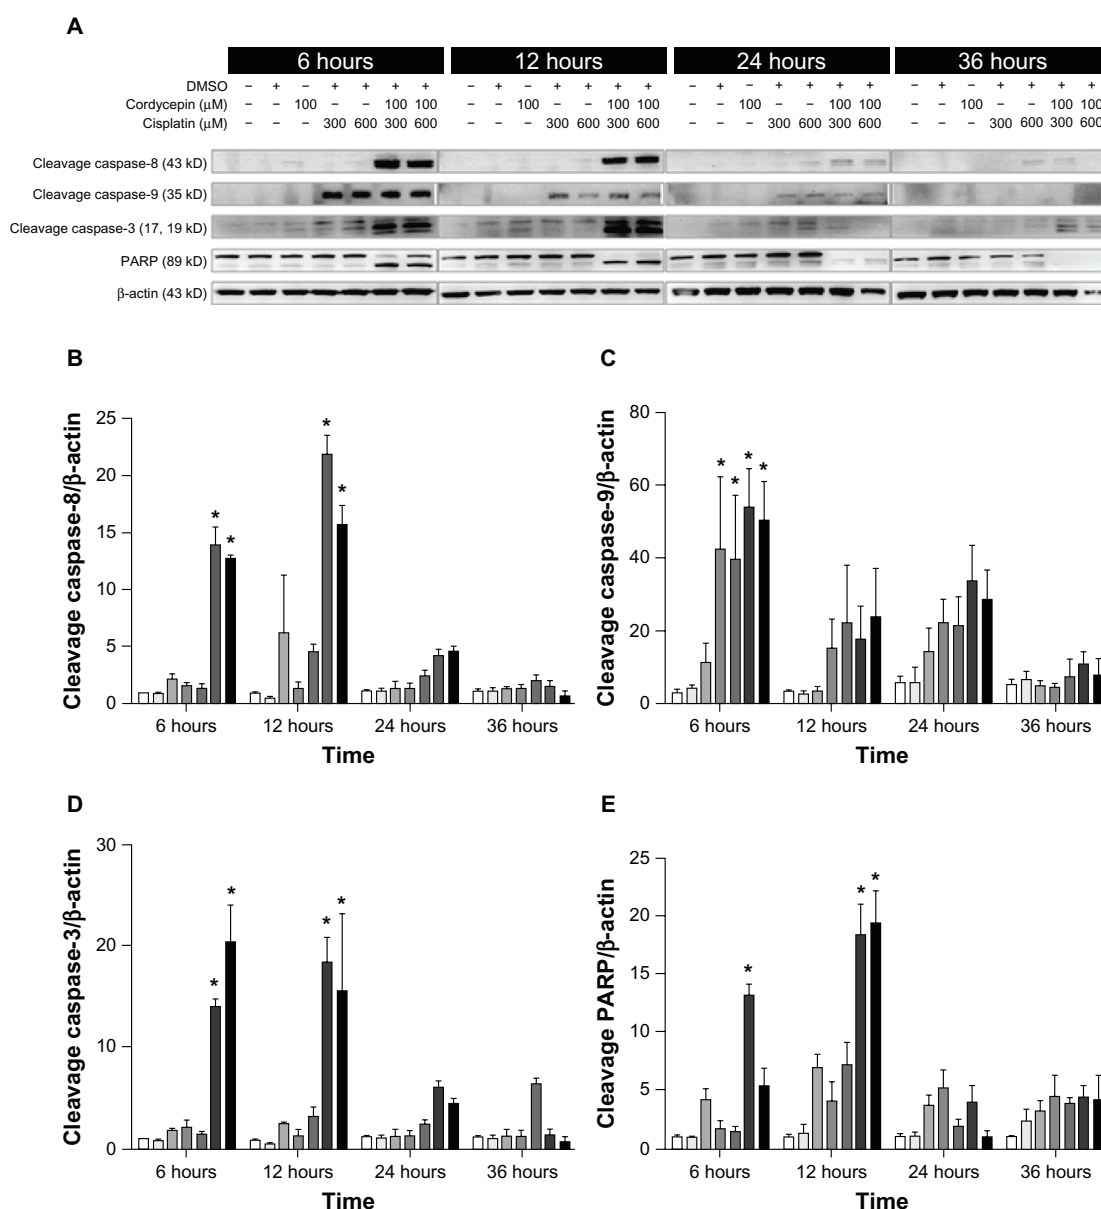 A
6 hours 12 hours 24 hours 36 hours
DMSO − + − + + + + − + − + + + + − + − + + + + − + − + + + +
Cordycepin (µM) − − 100 − − 100 100 − − 100 − − 100 100 − − 100 − − 100 100 − − 100 − − 100 100
Cisplatin (µM) − − − 300 600 300 600 − − − 300 600 300 600 − − − 300 600 300 600 − − − 300 600 300 600
Cleavage caspase-8 (43 kD)
Cleavage caspase-9 (35 kD)
Cleavage caspase-3 (17, 19 kD)
PARP (89 kD)
β-actin (43 kD)
B
Cleavage caspase-8/β-actin
25
20
15
10
5
0
* * * *
6 hours 12 hours 24 hours 36 hours
Time
C
Cleavage caspase-9/β-actin
80
60
40
20
0
* * * *
6 hours 12 hours 24 hours 36 hours
Time
D
Cleavage caspase-3/β-actin
30
20
10
0
* * * *
6 hours 12 hours 24 hours 36 hours
Time
E
Cleavage PARP/β-actin
25
20
15
10
5
0
* * *
6 hours 12 hours 24 hours 36 hours
Time